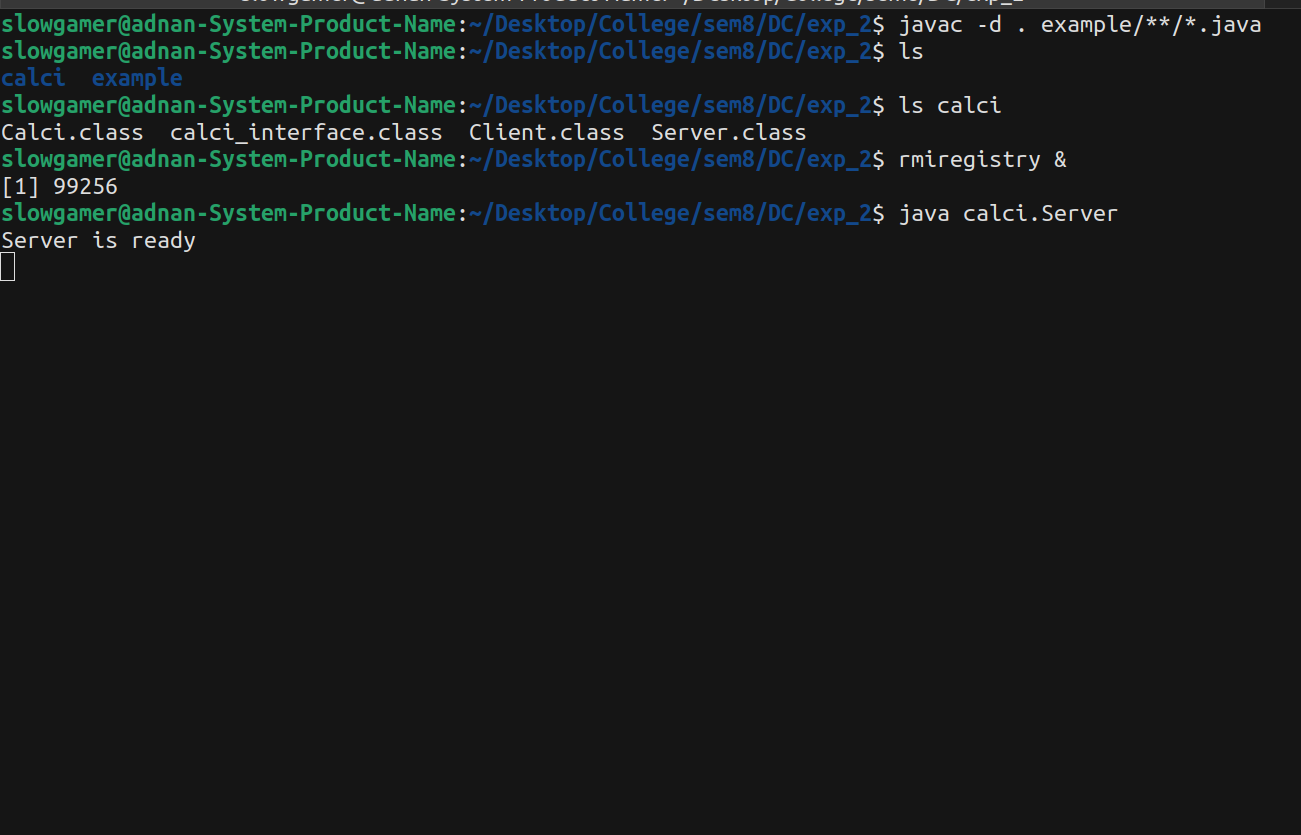 slowgamer@adnan-System-Product-Name:~/Desktop/College/sem8/DC/exp_2$ javac -d . example/**/*.java
slowgamer@adnan-System-Product-Name:~/Desktop/College/sem8/DC/exp_2$ ls
calci  example
slowgamer@adnan-System-Product-Name:~/Desktop/College/sem8/DC/exp_2$ ls calci
Calci.class  calci_interface.class  Client.class  Server.class
slowgamer@adnan-System-Product-Name:~/Desktop/College/sem8/DC/exp_2$ rmiregistry &
[1] 99256
slowgamer@adnan-System-Product-Name:~/Desktop/College/sem8/DC/exp_2$ java calci.Server
Server is ready